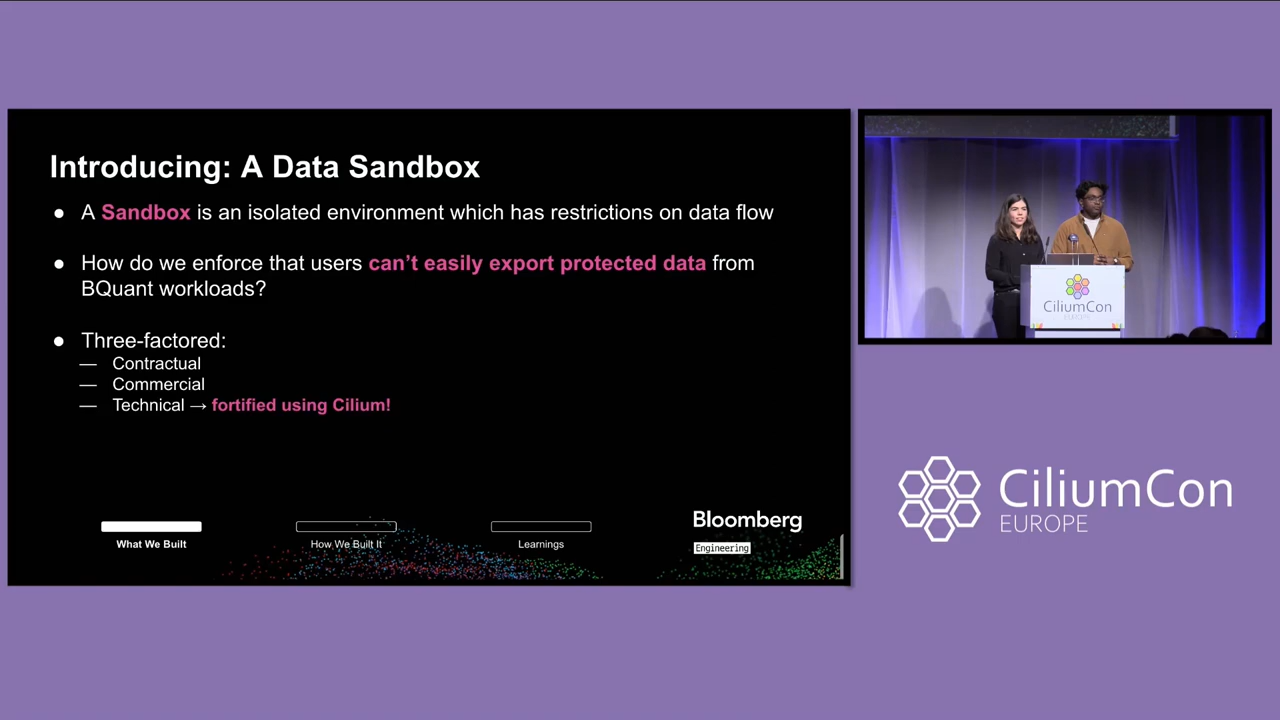 Introducing: A Data Sandbox
● A Sandbox is an isolated environment which has restrictions on data flow
● How do we enforce that users can't easily export protected data from
BQuant workloads?
● Three-factored:
— Contractual
— Commercial
— Technical → fortified using Cilium!
What We Built
How We Built It
Learnings
Bloomberg
Engineering
CiliumCon
EUROPE
CiliumCon
EUROPE